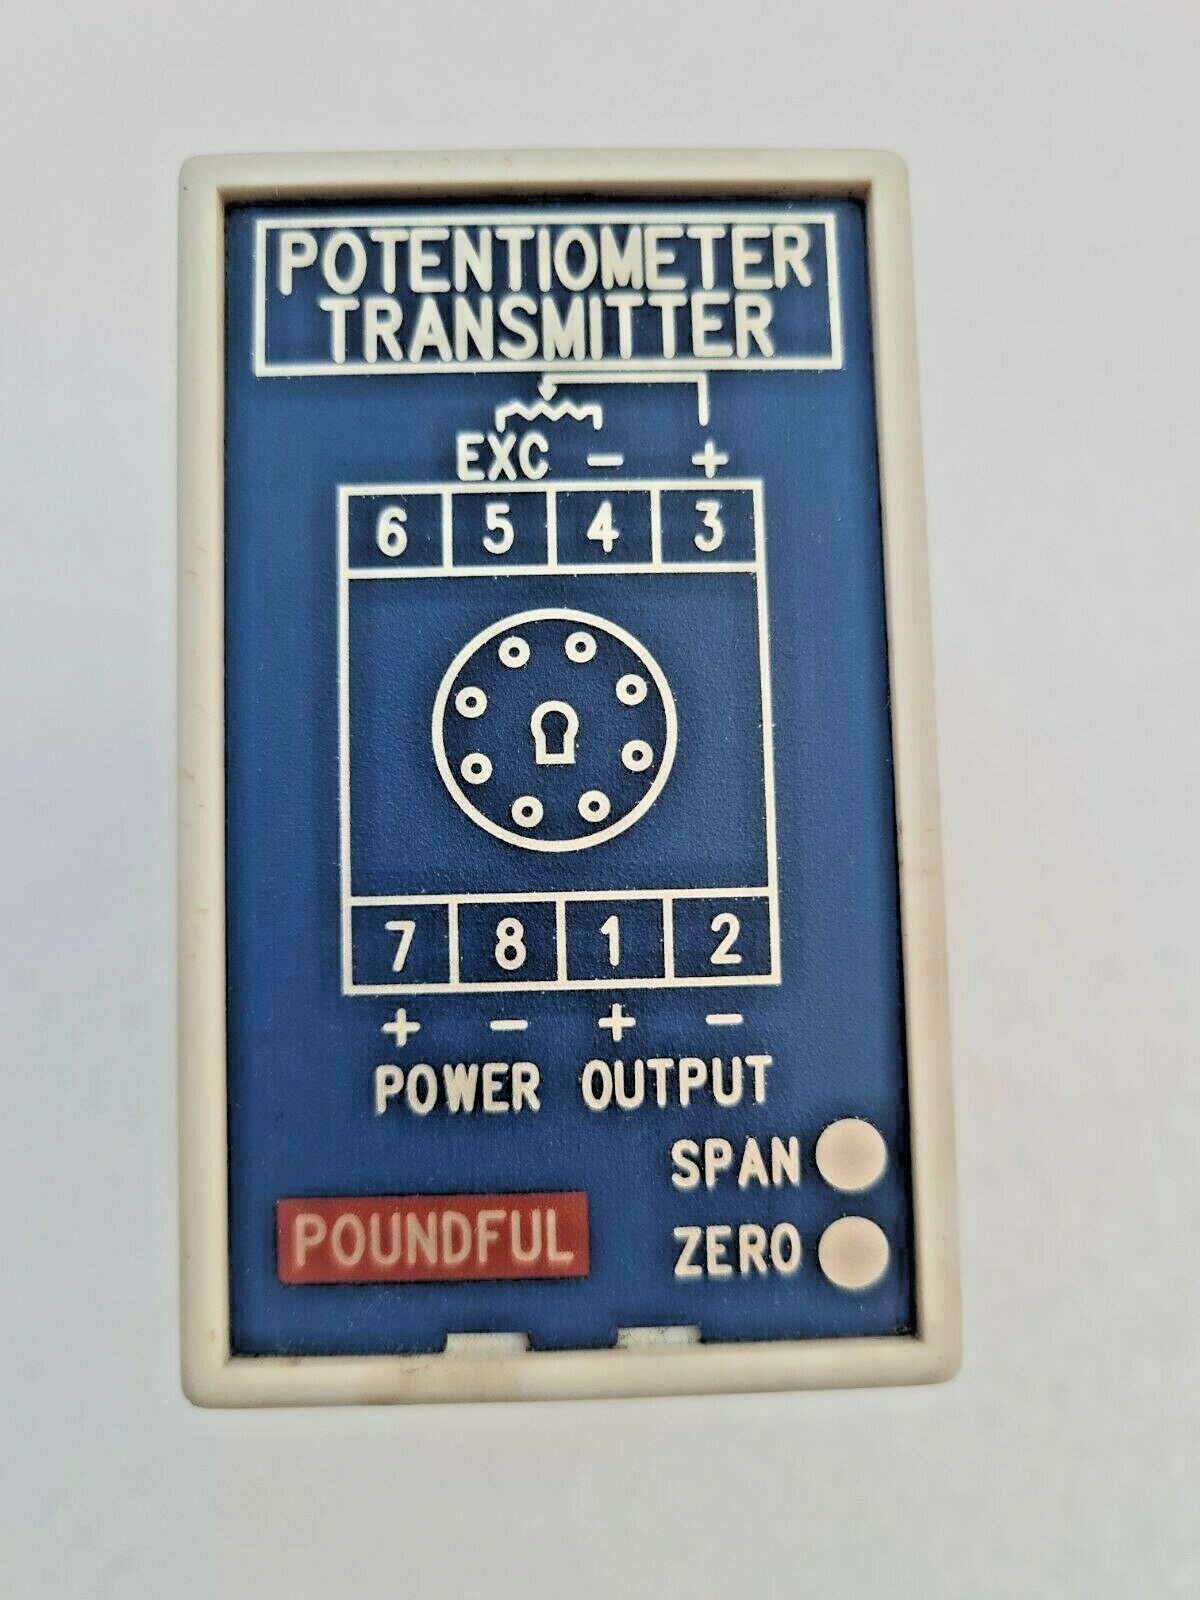 POTENTIOMETER
TRANSMITTER
EXC - +
6 5 4 3
7 8 1 2
+ - + -
POWER OUTPUT
SPAN
POUNDFUL
ZERO